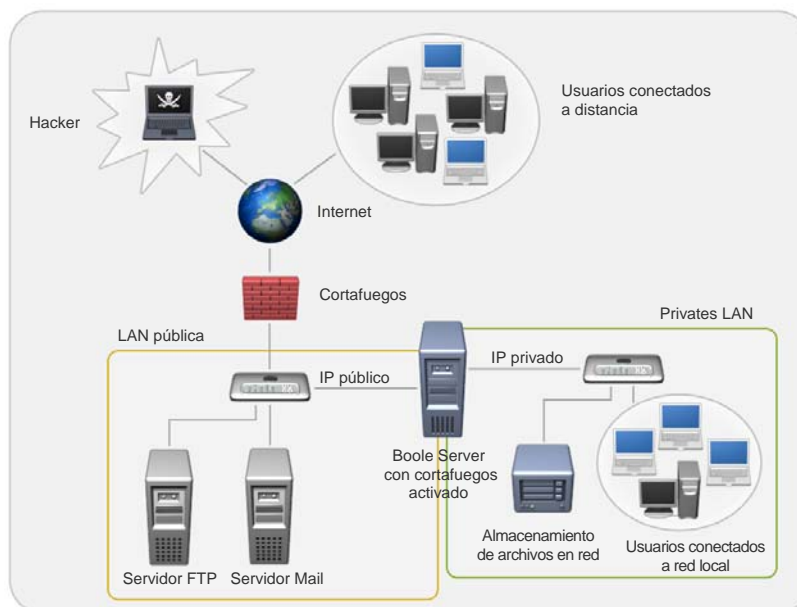 Hacker
Usuarios conectados
a distancia
Internet
Cortafuegos
LAN pública
Privates LAN
IP público
IP privado
Boole Server
con cortafuegos
activado
Almacenamiento
de archivos en red
Usuarios conectados
a red local
Servidor FTP
Servidor Mail